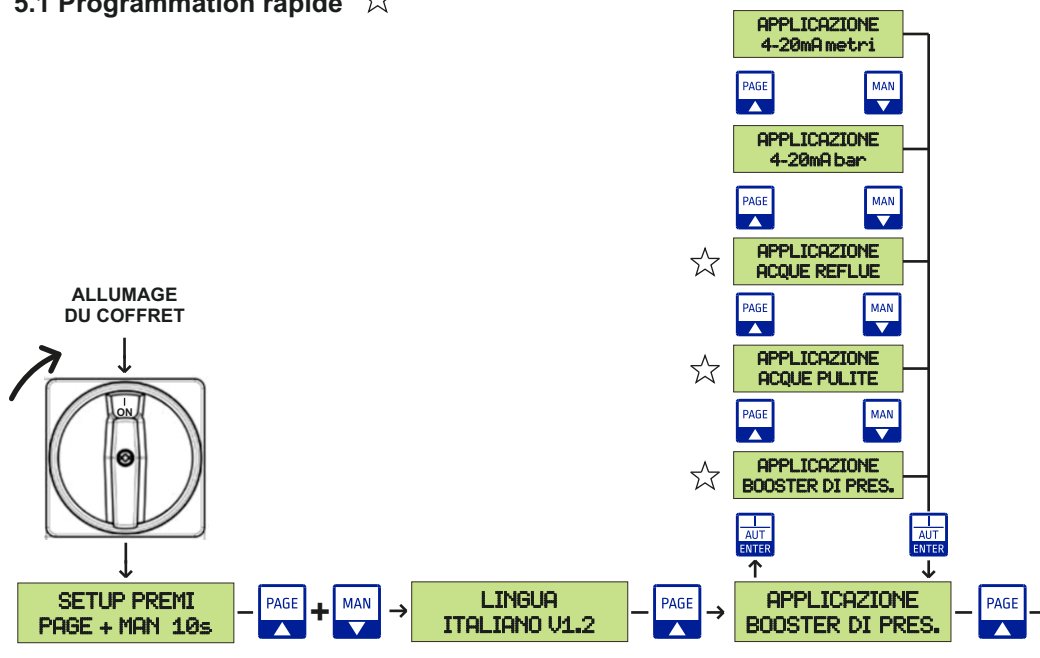 5.1 Programmation rapide
APPLICAZIONE
4-20mA metri
PAGE
MAN
APPLICAZIONE
4-20mA bar
PAGE
MAN
APPLICAZIONE
ACQUE REFLUE
PAGE
MAN
APPLICAZIONE
ACQUE PULITE
PAGE
MAN
APPLICAZIONE
BOOSTER DI PRES.
I
AUT
ENTER
I
AUT
ENTER
ALLUMAGE
DU COFFRET
I
ON
SETUP PREMI
PAGE + MAN 10s
PAGE
+
MAN
LINGUA
ITALIANO V1.2
PAGE
APPLICAZIONE
BOOSTER DI PRES.
PAGE